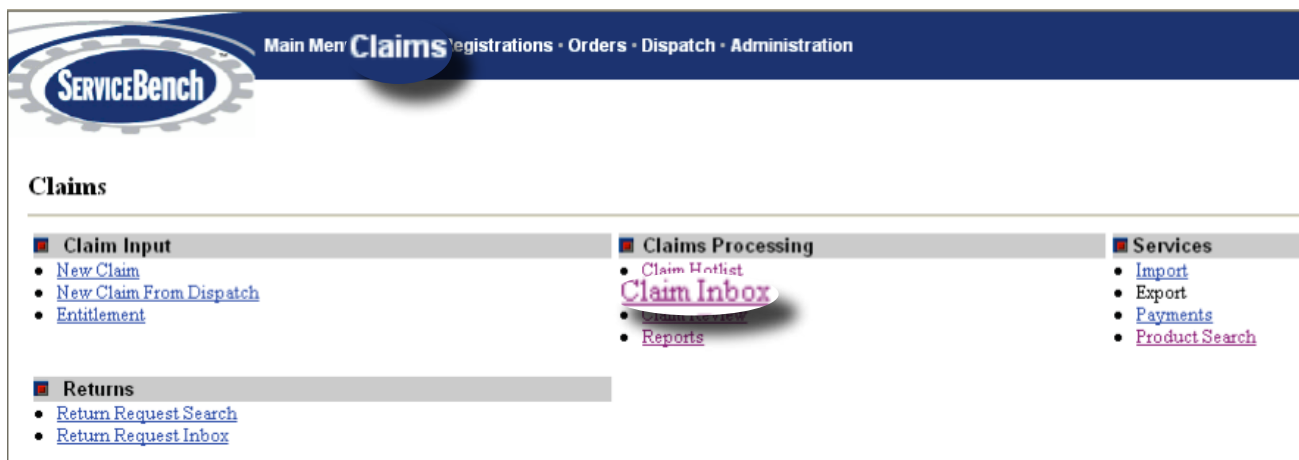 Main Men Claims egistrations • Orders • Dispatch • Administration
SERVICEBench
Claims
Claim Input
• New Claim
• New Claim From Dispatch
• Entitlement
Claims Processing
• Claim Hotlist
Claim Inbox
• Claim Review
• Reports
Services
• Import
• Export
• Payments
• Product Search
Returns
• Return Request Search
• Return Request Inbox